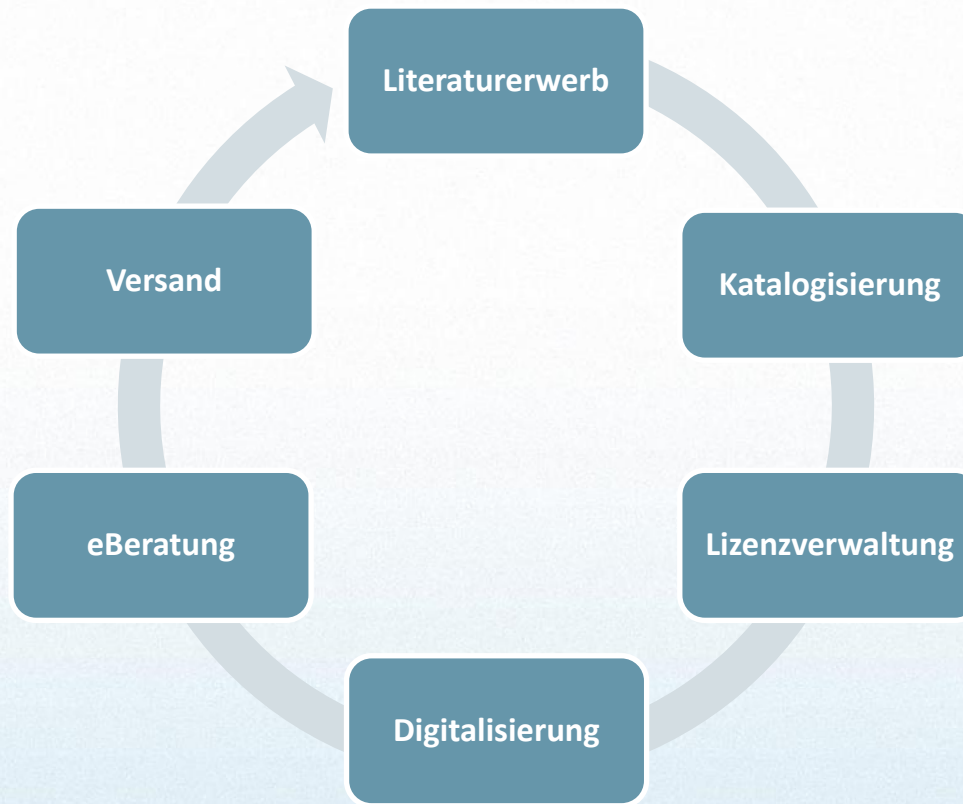 Literaturerwerb
Katalogisierung
Lizenzverwaltung
Digitalisierung
eBeratung
Versand